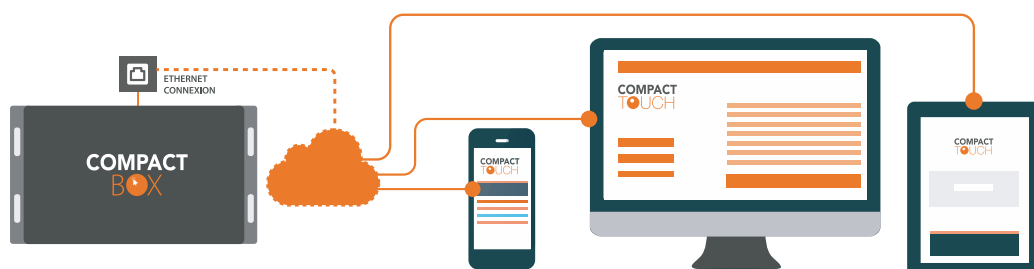 ETHERNET
CONNEXION
COMPACT
BOX
COMPACT
TOUCH
COMPACT
TOUCH
COMPACT
TOUCH